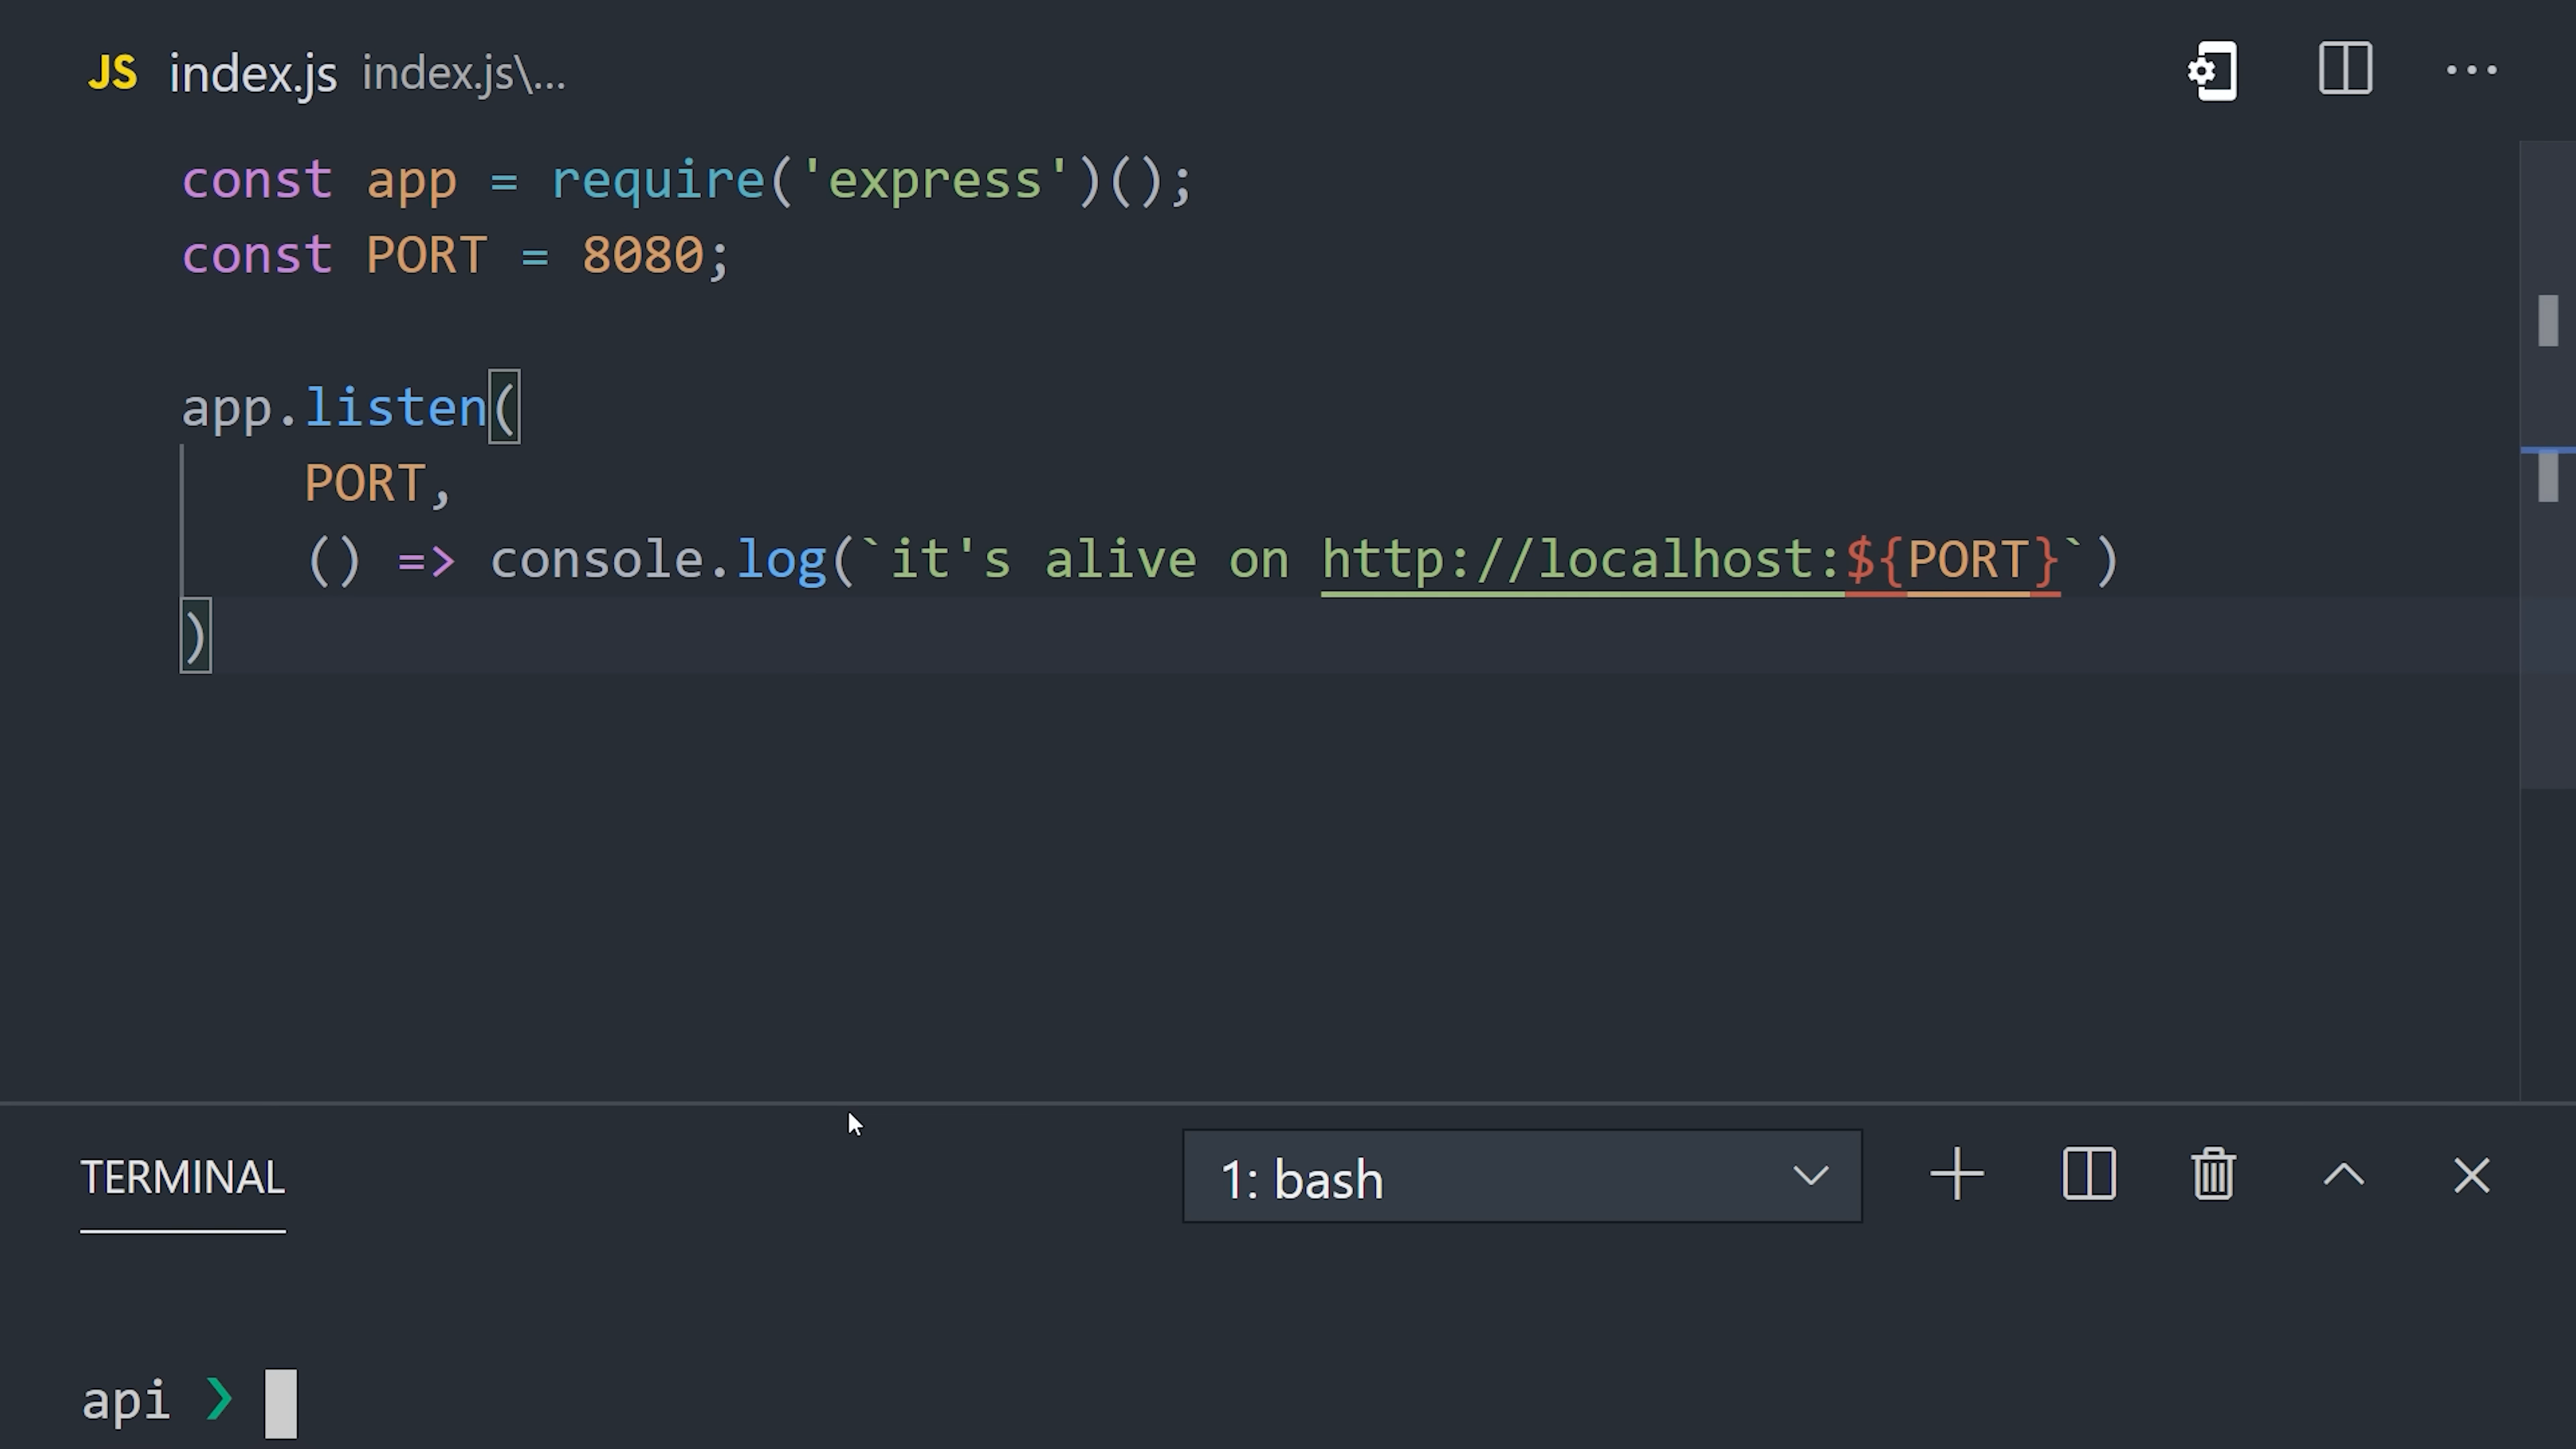 JS index.js index.js\...
const app = require('express')();
const PORT = 8080;
app.listen(
PORT,
() => console.log(`it's alive on http://localhost:${PORT}`)
)
TERMINAL
1: bash
api ❯